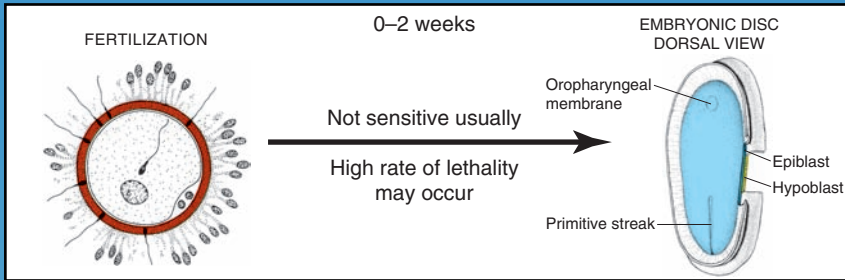 FERTILIZATION
0–2 weeks
Not sensitive usually
High rate of lethality
may occur
EMBRYONIC DISC
DORSAL VIEW
Oropharyngeal
membrane
Epiblast
Hypoblast
Primitive streak